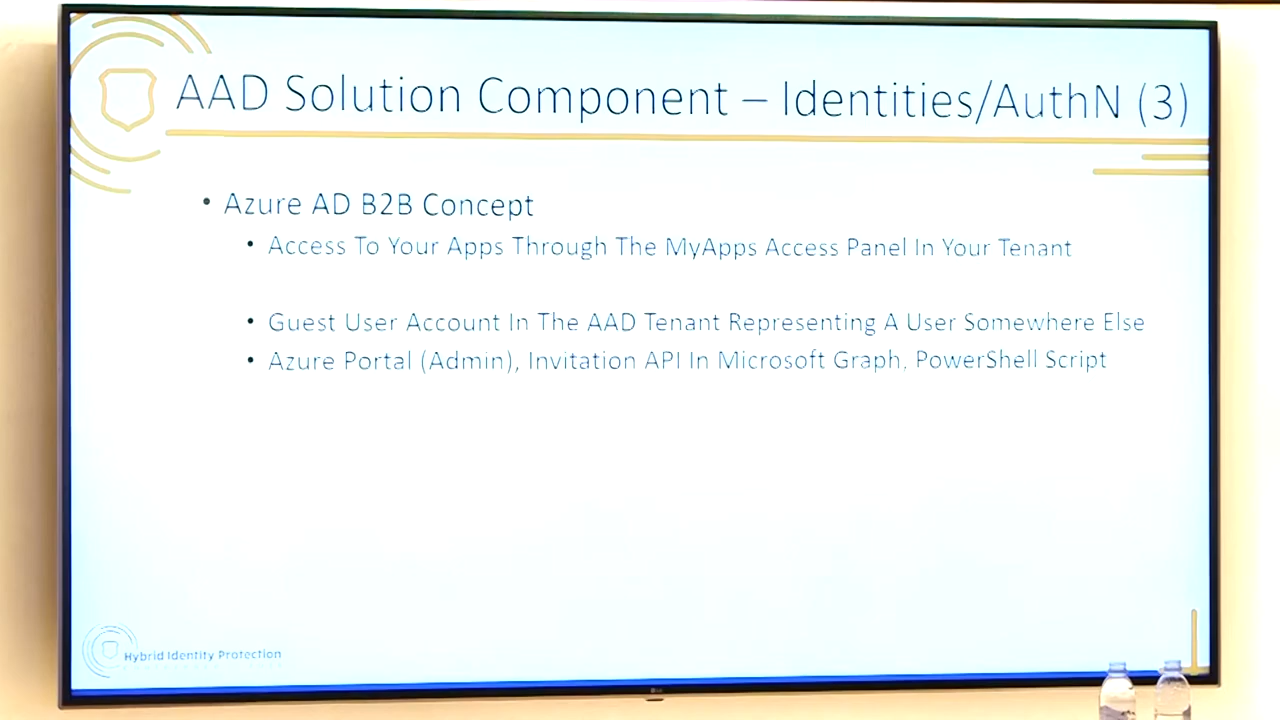 AAD Solution Component – Identities/AuthN (3)
• Azure AD B2B Concept
• Access To Your Apps Through The MyApps Access Panel In Your Tenant
• Guest User Account In The AAD Tenant Representing A User Somewhere Else
• Azure Portal (Admin), Invitation API In Microsoft Graph, PowerShell Script
Hybrid Identity Protection
LG